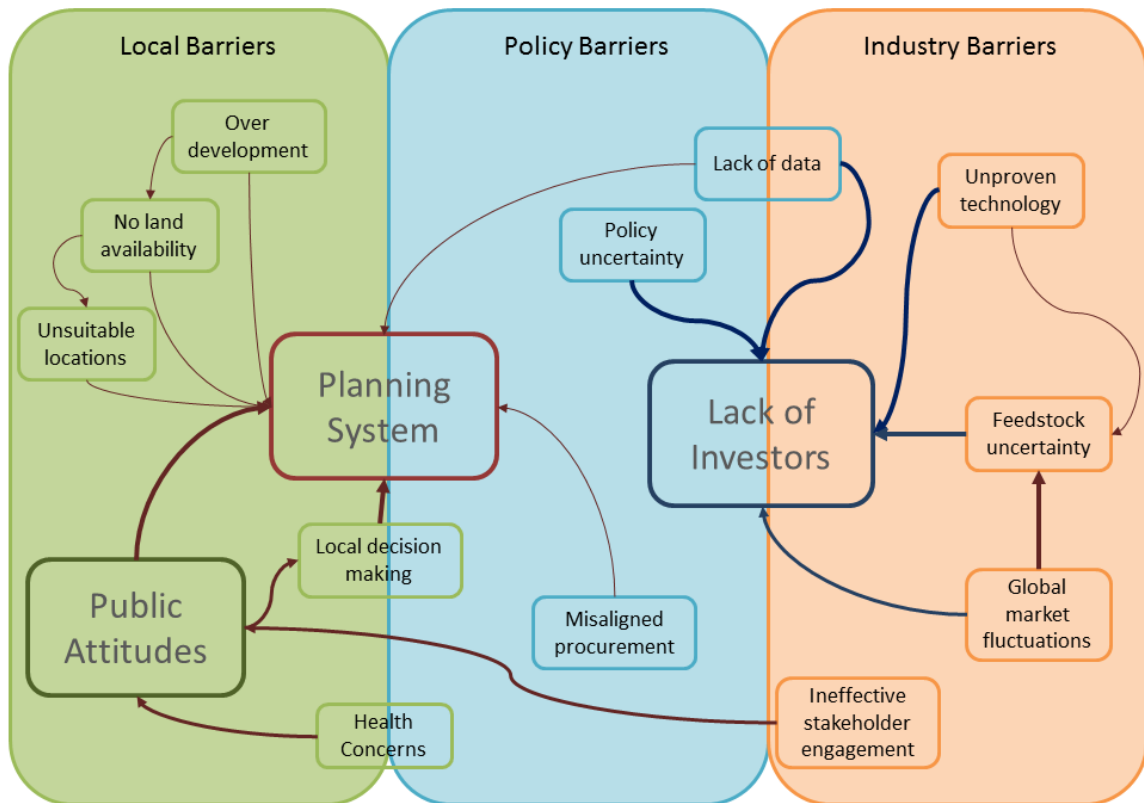 Local Barriers
Policy Barriers
Industry Barriers
Over
development
Lack of data
Unproven
technology
No land
availability
Policy
uncertainty
Unsuitable
locations
Planning
System
Lack of
Investors
Feedstock
uncertainty
Local decision
making
Public
Attitudes
Misaligned
procurement
Global
market
fluctuations
Health
Concerns
Ineffective
stakeholder
engagement